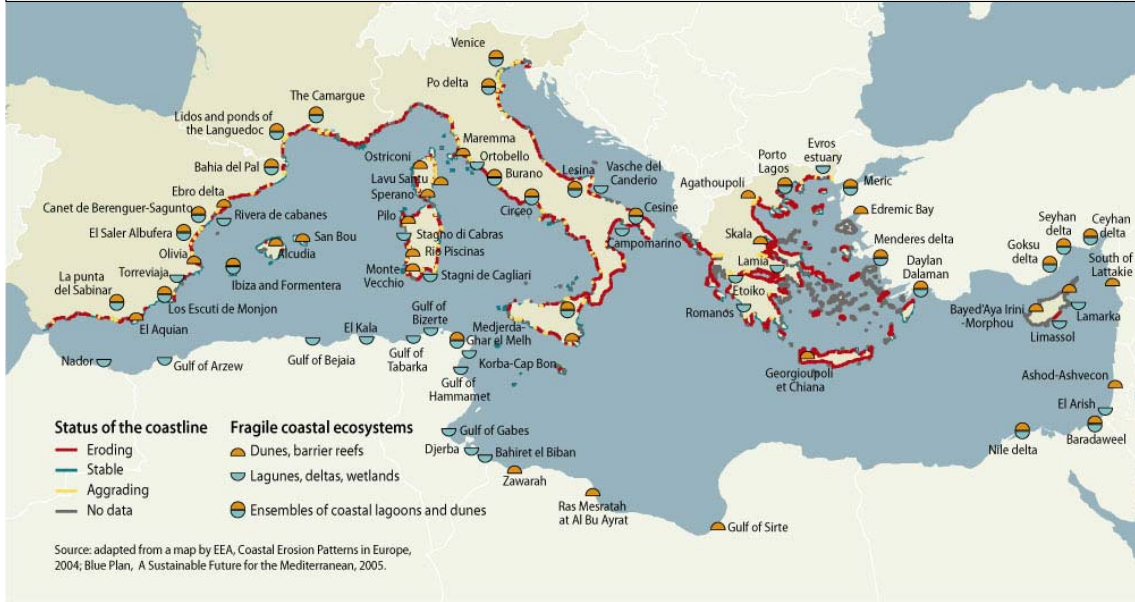 Venice
Po delta
The Camargue
Lidos and ponds of
the Languedoc
Bahia del Pal
Ebro delta
Canet de Berenguer-Sagunto
Rivera de cabanes
El Saler Albufera
San Bou
Alcudia
Olivia
Torreviaja
Ibiza and Formentera
La punta
del Sabinar
Los Escuti de Monjon
El Aquian
Maremma
Ortobello
Burano
Ostriconi
Lavu Santu
Sperano
Pilo
Stagno di Cabras
Rio Piscinas
Monte
Vecchio
Stagni de Cagliari
Cirgeo
Lesina
Vasche del
Canderio
Cesine
Campomarino
Agathoupoli
Porto
Lagos
Evros
estuary
Meric
Edremic Bay
Skala
Lamia
Etoiko
Romanos
Menderes delta
Daylan
Dalaman
Seyhan
delta
Ceyhan
delta
Goksu
delta
South of
Lattakie
Bayed'Aya Irini
-Morphou
Lamarka
Limassol
Georgioupoli
et Chiana
Ashod-Ashvecon
El Arish
Baradaweel
Nile delta
Nador
Gulf of Arzew
Gulf of Bejaia
El Kala
Gulf of
Tabarka
Gulf of
Bizerte
Medjerda-
Ghar el Melh
Korba-Cap Bon
Gulf of
Hammamet
Gulf of Gabes
Djerba
Bahiret el Biban
Zawarah
Ras Mesratah
at Al Bu Ayrat
Gulf of Sirte
Status of the coastline
Eroding
Stable
Aggrading
No data
Fragile coastal ecosystems
Dunes, barrier reefs
Lagunes, deltas, wetlands
Ensembles of coastal lagoons and dunes
Source: adapted from a map by EEA, Coastal Erosion Patterns in Europe,
2004; Blue Plan, A Sustainable Future for the Mediterranean, 2005.